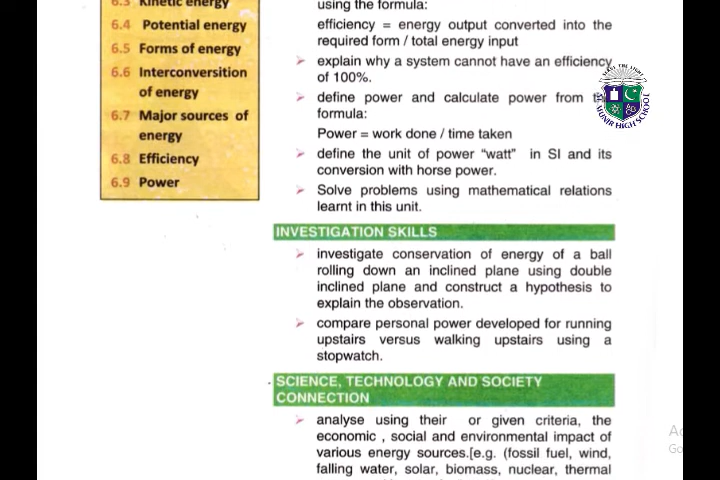 6.3 Kinetic energy
6.4 Potential energy
6.5 Forms of energy
6.6 Interconversition
of energy
6.7 Major sources of
energy
6.8 Efficiency
6.9 Power
using the formula:
efficiency = energy output converted into the
required form / total energy input
explain why a system cannot have an efficiency
of 100%.
define power and calculate power from the
formula:
Power = work done / time taken
define the unit of power “watt” in SI and its
conversion with horse power.
Solve problems using mathematical relations
learnt in this unit.
INVESTIGATION SKILLS
investigate conservation of energy of a ball
rolling down an inclined plane using double
inclined plane and construct a hypothesis to
explain the observation.
compare personal power developed for running
upstairs versus walking upstairs using a
stopwatch.
SCIENCE, TECHNOLOGY AND SOCIETY
CONNECTION
analyse using their or given criteria, the
economic , social and environmental impact of
various energy sources.[e.g. (fossil fuel, wind,
falling water, solar, biomass, nuclear, thermal
HIGH SCHOOL